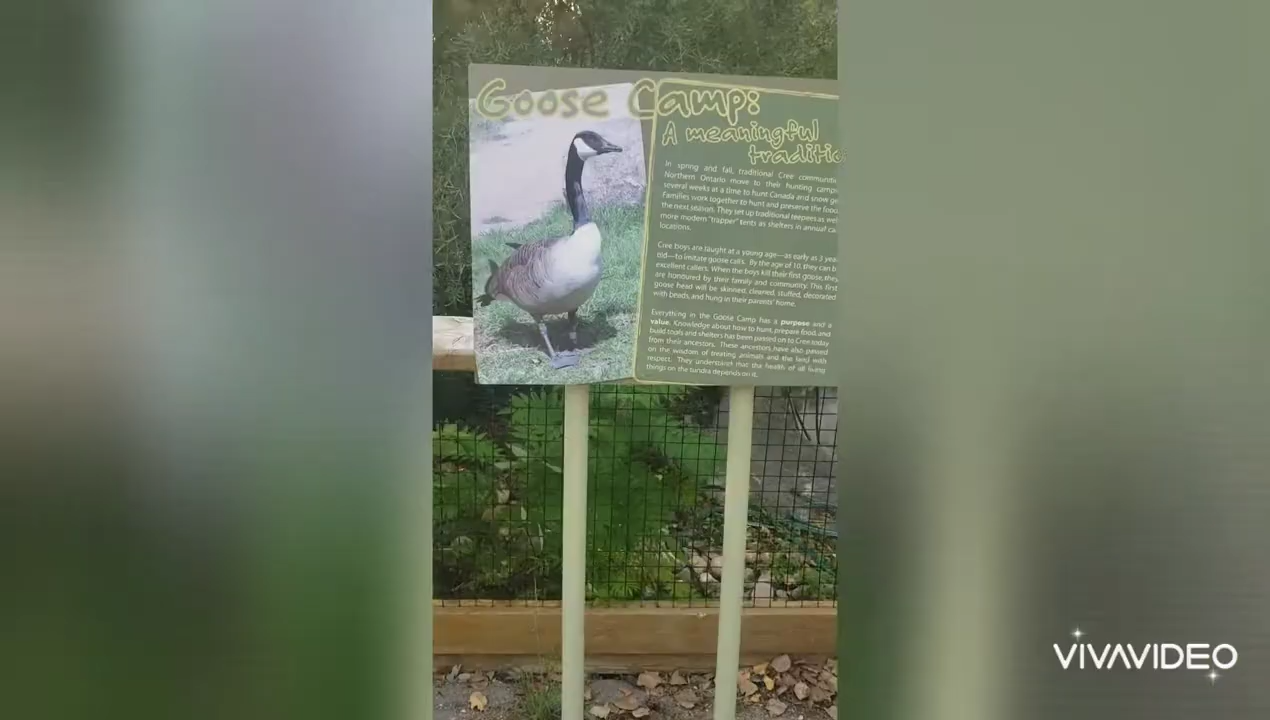 Goose Camp:
A meaningful
traditio
In spring and fall, traditional Cree communitie
Northern Ontario move to their hunting camps
several weeks at a time to hunt Canada and snow ge
Families work together to hunt and preserve the food
the next season. They set up traditional teepees as wel
more modern "trapper" tents as shelters in annual ca
locations.
Cree boys are taught at a young age—as early as 3 year
old—to imitate goose calls. By the age of 10, they can b
excellent callers. When the boys kill their first goose, they
are honoured by their family and community. This first
goose head will be skinned, cleaned, stuffed, decorated
with beads, and hung in their parents' home.
Everything in the Goose Camp has a purpose and a
value. Knowledge about how to hunt, prepare food, and
build tools and shelters has been passed on to Cree today
from their ancestors. These ancestors have also passed
on the wisdom of treating animals and the land with
respect. They understand that the health of all living
things on the tundra depends on it.
VIVAVIDEO